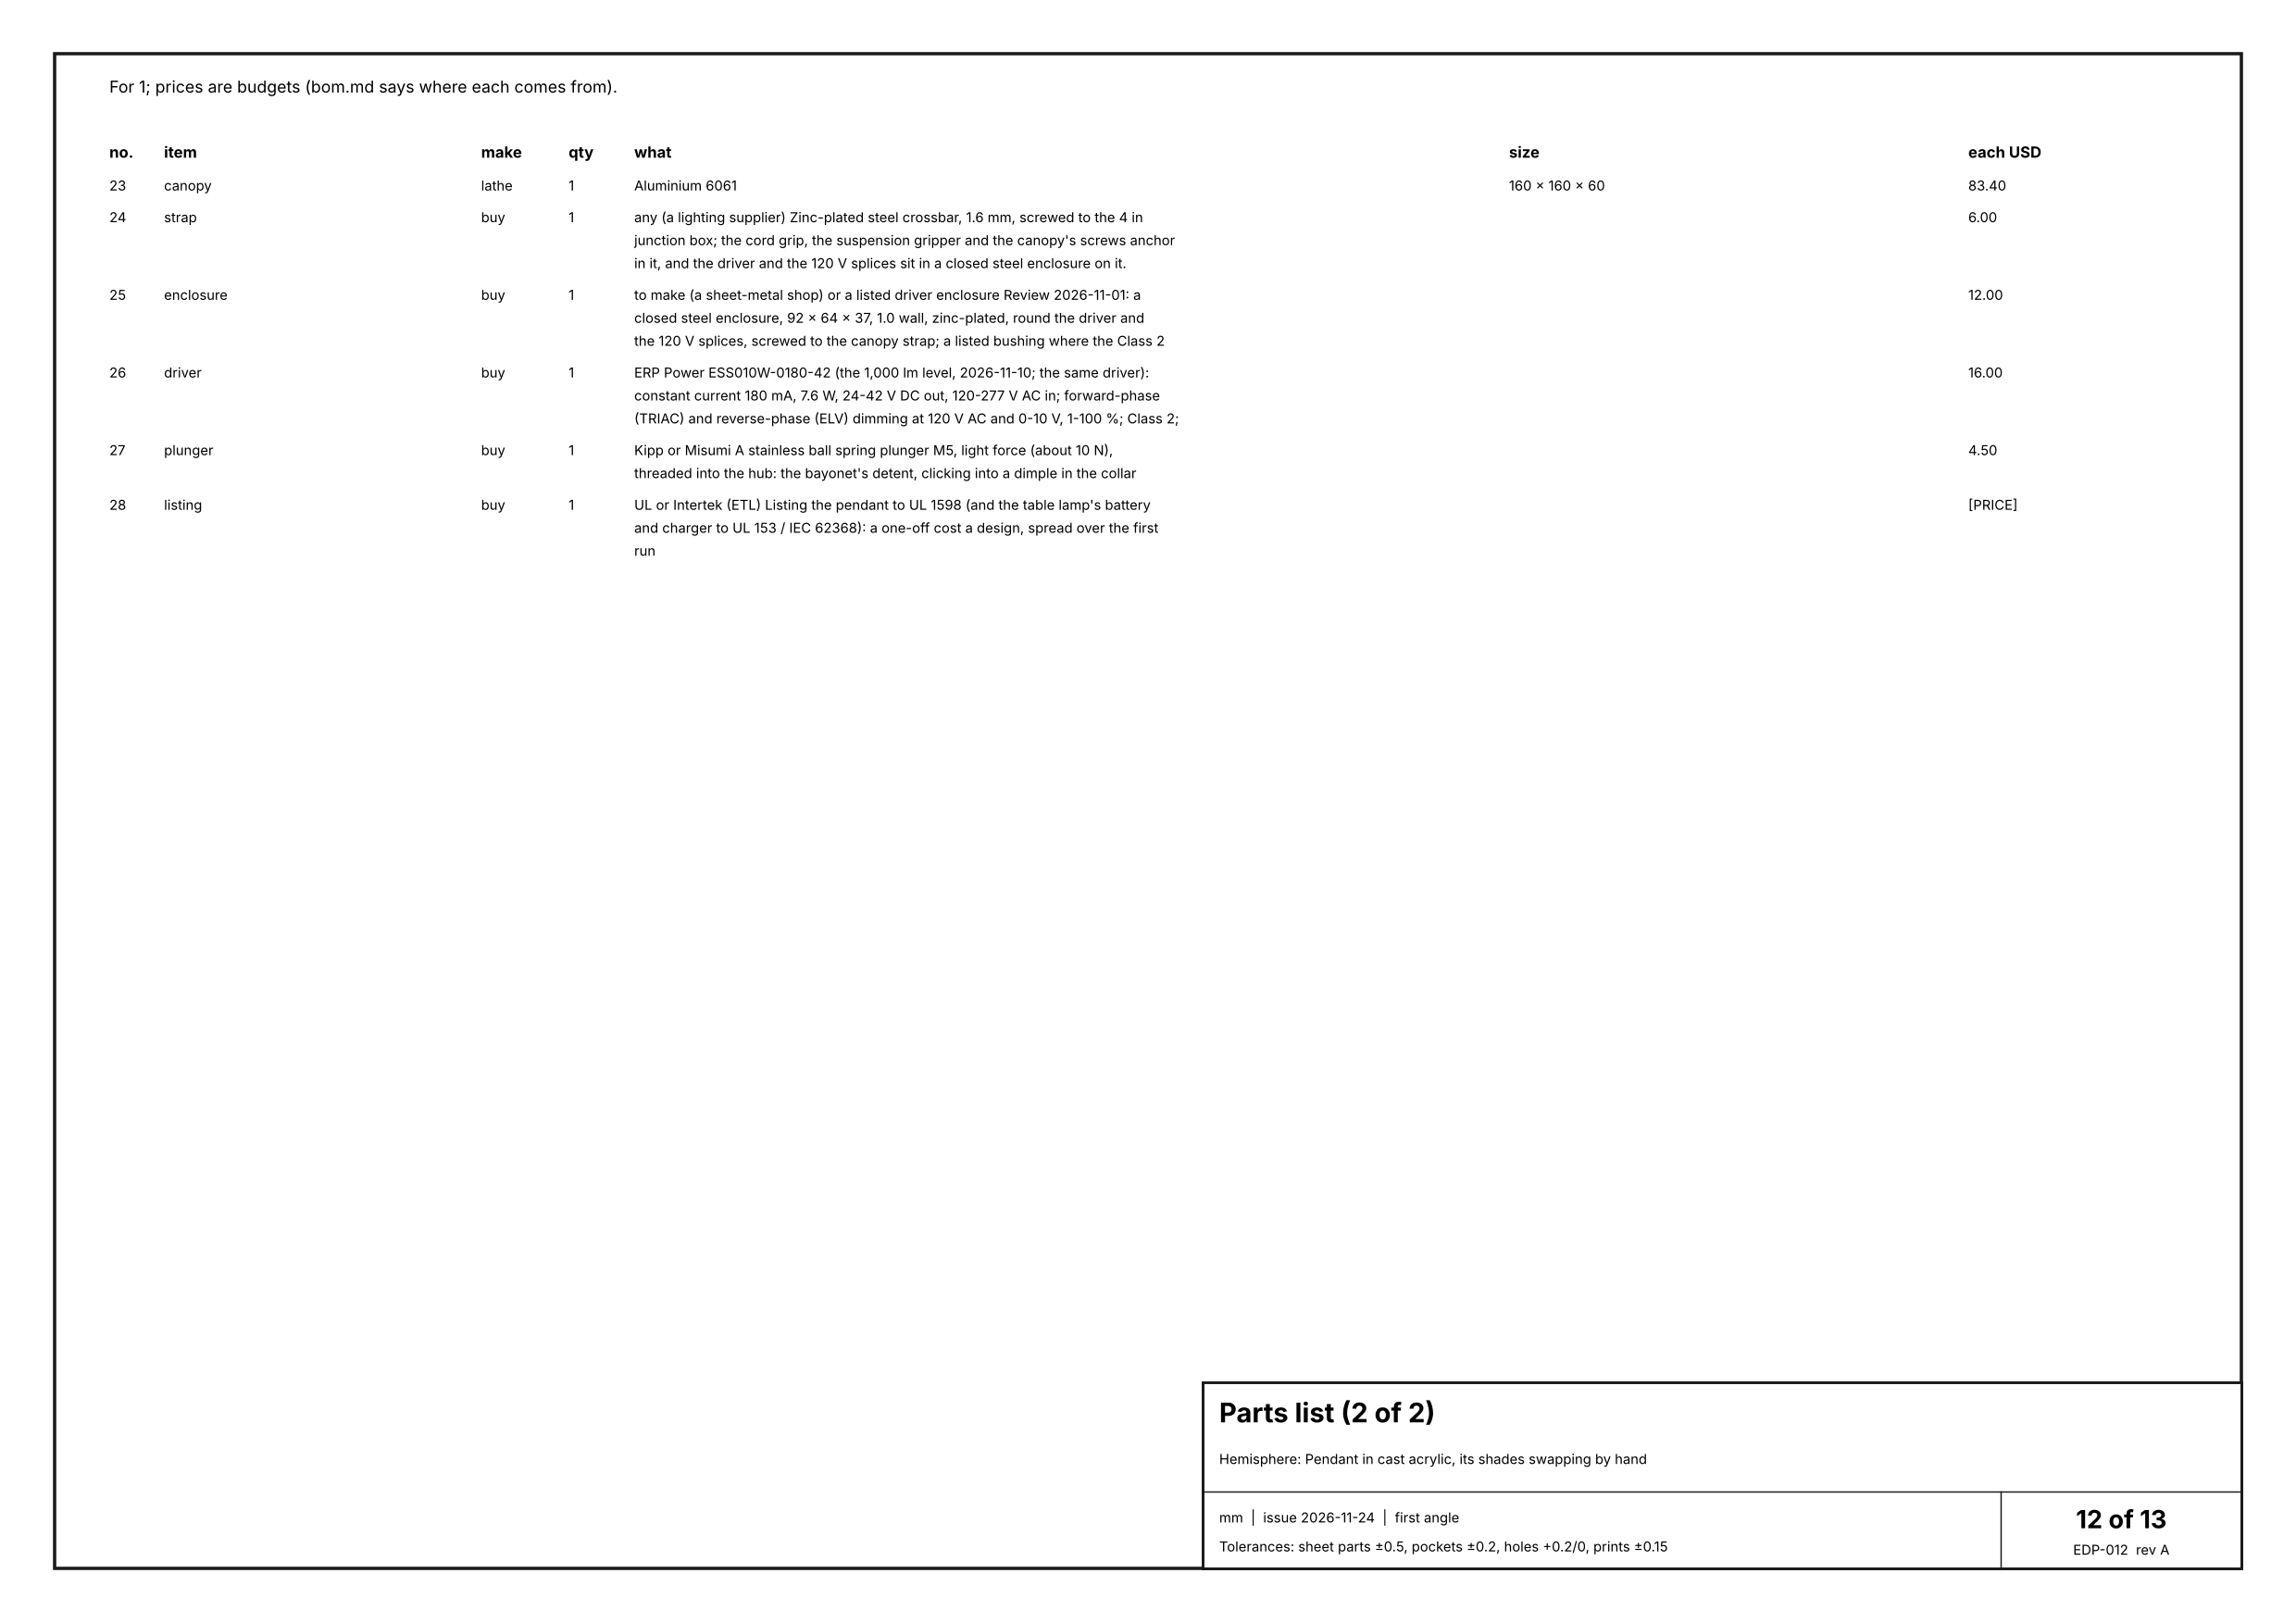 For 1; prices are budgets (bom.md says where each comes from).
no. item make qty what size each USD
23 canopy lathe 1 Aluminium 6061 160 × 160 × 60 83.40
24 strap buy 1 any (a lighting supplier) Zinc-plated steel crossbar, 1.6 mm, screwed to the 4 in 6.00
junction box; the cord grip, the suspension gripper and the canopy's screws anchor
in it, and the driver and the 120 V splices sit in a closed steel enclosure on it.
25 enclosure buy 1 to make (a sheet-metal shop) or a listed driver enclosure Review 2026-11-01: a 12.00
closed steel enclosure, 92 × 64 × 37, 1.0 wall, zinc-plated, round the driver and
the 120 V splices, screwed to the canopy strap; a listed bushing where the Class 2
26 driver buy 1 ERP Power ESS010W-0180-42 (the 1,000 lm level, 2026-11-10; the same driver): 16.00
constant current 180 mA, 7.6 W, 24-42 V DC out, 120-277 V AC in; forward-phase
(TRIAC) and reverse-phase (ELV) dimming at 120 V AC and 0-10 V, 1-100 %; Class 2;
27 plunger buy 1 Kipp or Misumi A stainless ball spring plunger M5, light force (about 10 N), 4.50
threaded into the hub: the bayonet's detent, clicking into a dimple in the collar
28 listing buy 1 UL or Intertek (ETL) Listing the pendant to UL 1598 (and the table lamp's battery [PRICE]
and charger to UL 153 / IEC 62368): a one-off cost a design, spread over the first
run
Parts list (2 of 2)
Hemisphere: Pendant in cast acrylic, its shades swapping by hand
mm | issue 2026-11-24 | first angle
Tolerances: sheet parts ±0.5, pockets ±0.2, holes +0.2/0, prints ±0.15
12 of 13
EDP-012 rev A